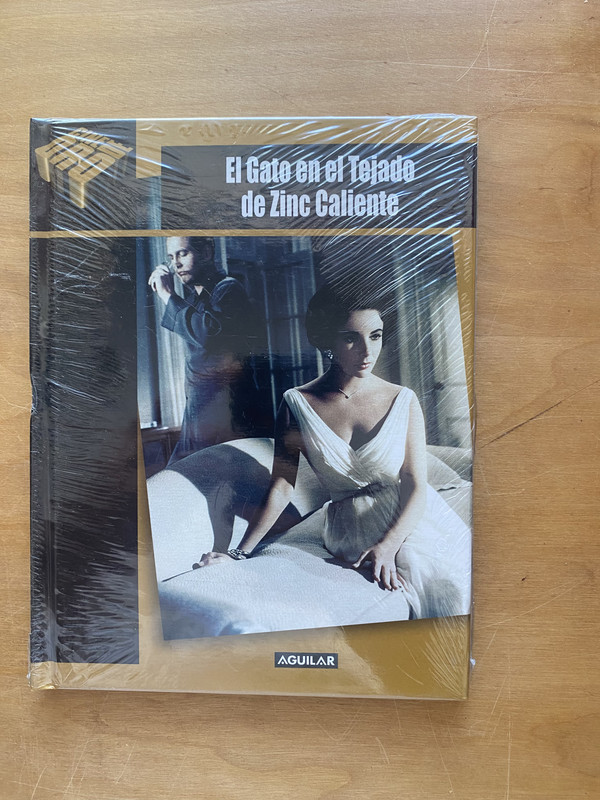 El Gato en el Tejado
de Zinc Caliente
AGUILAR